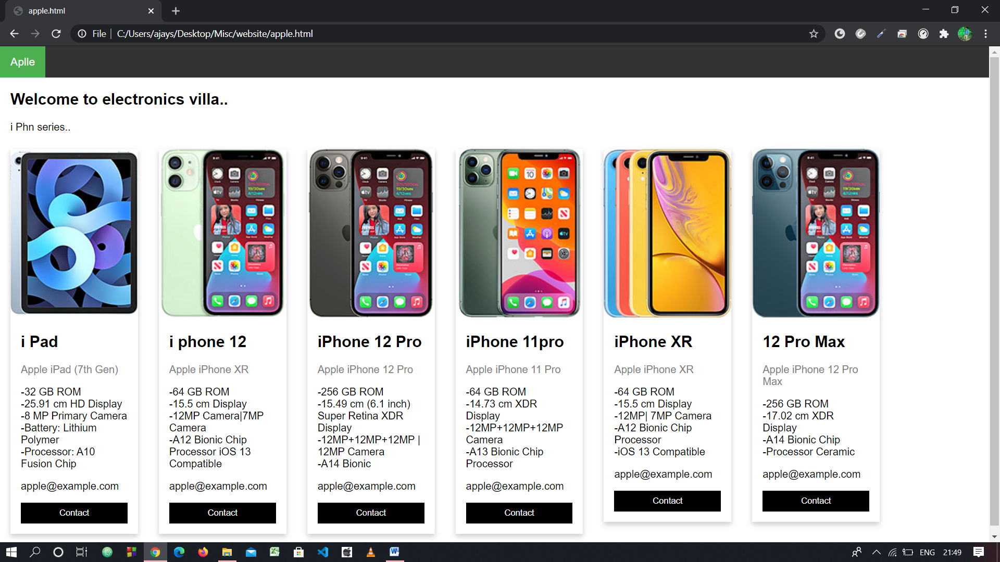 apple.html
File
C:/Users/ajays/Desktop/Misc/website/apple.html
Aplle
Welcome to electronics villa..
i Phn series..
i Pad
Apple iPad (7th Gen)
-32 GB ROM
-25.91 cm HD Display
-8 MP Primary Camera
-Battery: Lithium
Polymer
-Processor: A10
Fusion Chip
apple@example.com
Contact
i phone 12
Apple iPhone XR
-64 GB ROM
-15.5 cm Display
-12MP Camera|7MP
Camera
-A12 Bionic Chip
Processor iOS 13
Compatible
apple@example.com
Contact
iPhone 12 Pro
Apple iPhone 12 Pro
-256 GB ROM
-15.49 cm (6.1 inch)
Super Retina XDR
Display
-12MP+12MP+12MP |
12MP Camera
-A14 Bionic
apple@example.com
Contact
iPhone 11pro
Apple iPhone 11 Pro
-64 GB ROM
-14.73 cm XDR
Display
-12MP+12MP+12MP
Camera
-A13 Bionic Chip
Processor
apple@example.com
Contact
iPhone XR
Apple iPhone XR
-64 GB ROM
-15.5 cm Display
-12MP| 7MP Camera
-A12 Bionic Chip
Processor
-iOS 13 Compatible
apple@example.com
Contact
12 Pro Max
Apple iPhone 12 Pro
Max
-256 GB ROM
-17.02 cm XDR
Display
-A14 Bionic Chip
-Processor Ceramic
apple@example.com
Contact
ENG
21:49